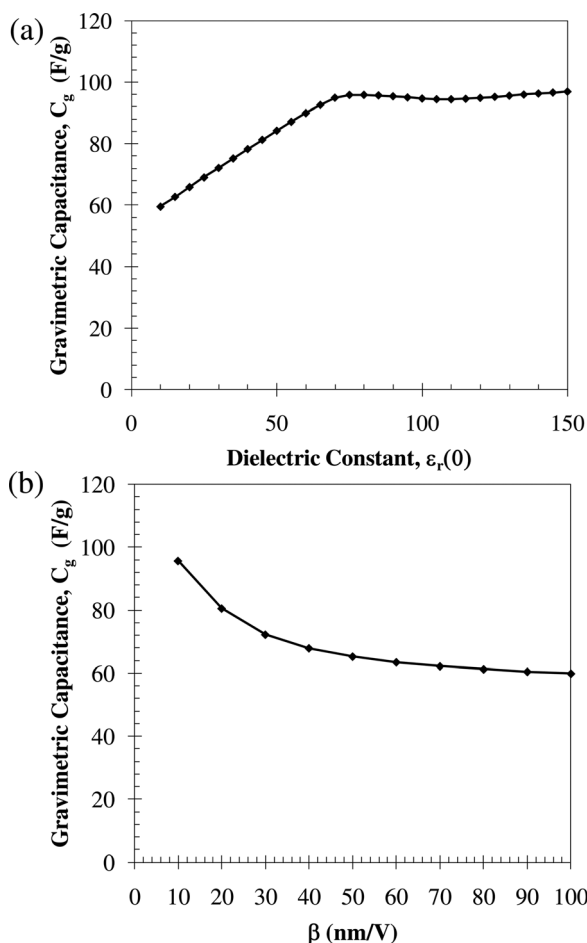 (a)
Gravimetric Capacitance, C_g (F/g)
120
100
80
60
40
20
0
0 50 100 150
Dielectric Constant, ε_r(0)
(b)
Gravimetric Capacitance, C_g (F/g)
120
100
80
60
40
20
0
0 10 20 30 40 50 60 70 80 90 100
β (nm/V)